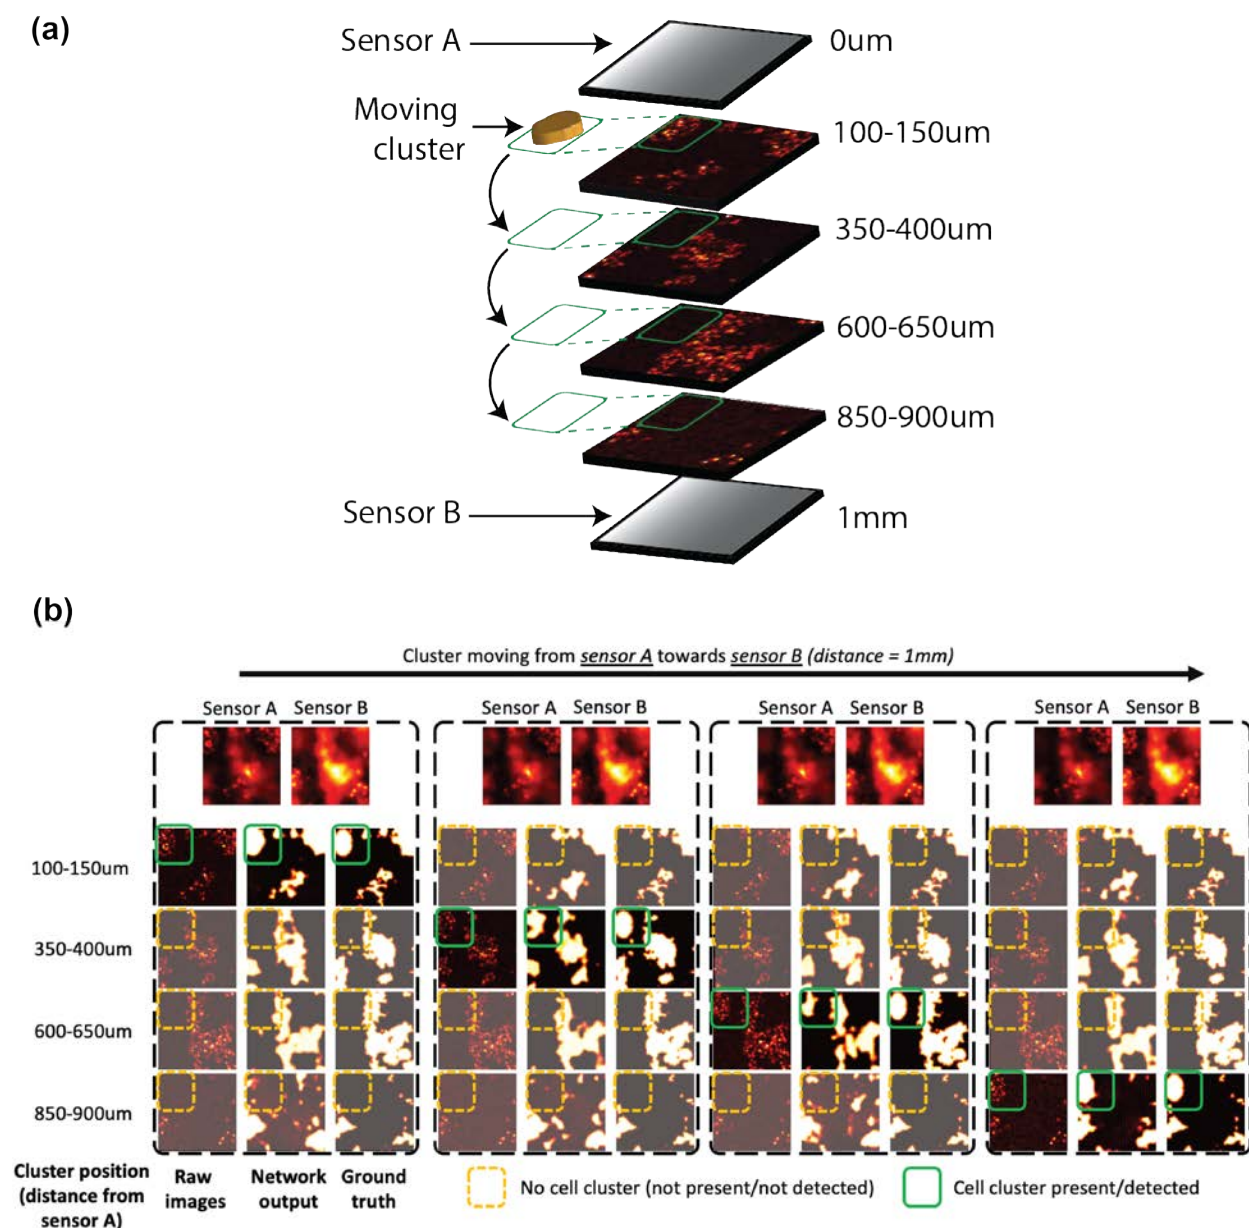 (a)
Sensor A
0um
Moving
cluster
100-150um
350-400um
600-650um
850-900um
Sensor B
1mm
(b)
Cluster moving from sensor A towards sensor B (distance = 1mm)
Sensor A Sensor B Sensor A Sensor B Sensor A Sensor B Sensor A Sensor B
100-150um
350-400um
600-650um
850-900um
Cluster position
(distance from
sensor A)
Raw
images
Network
output
Ground
truth
No cell cluster (not present/not detected)
Cell cluster present/detected